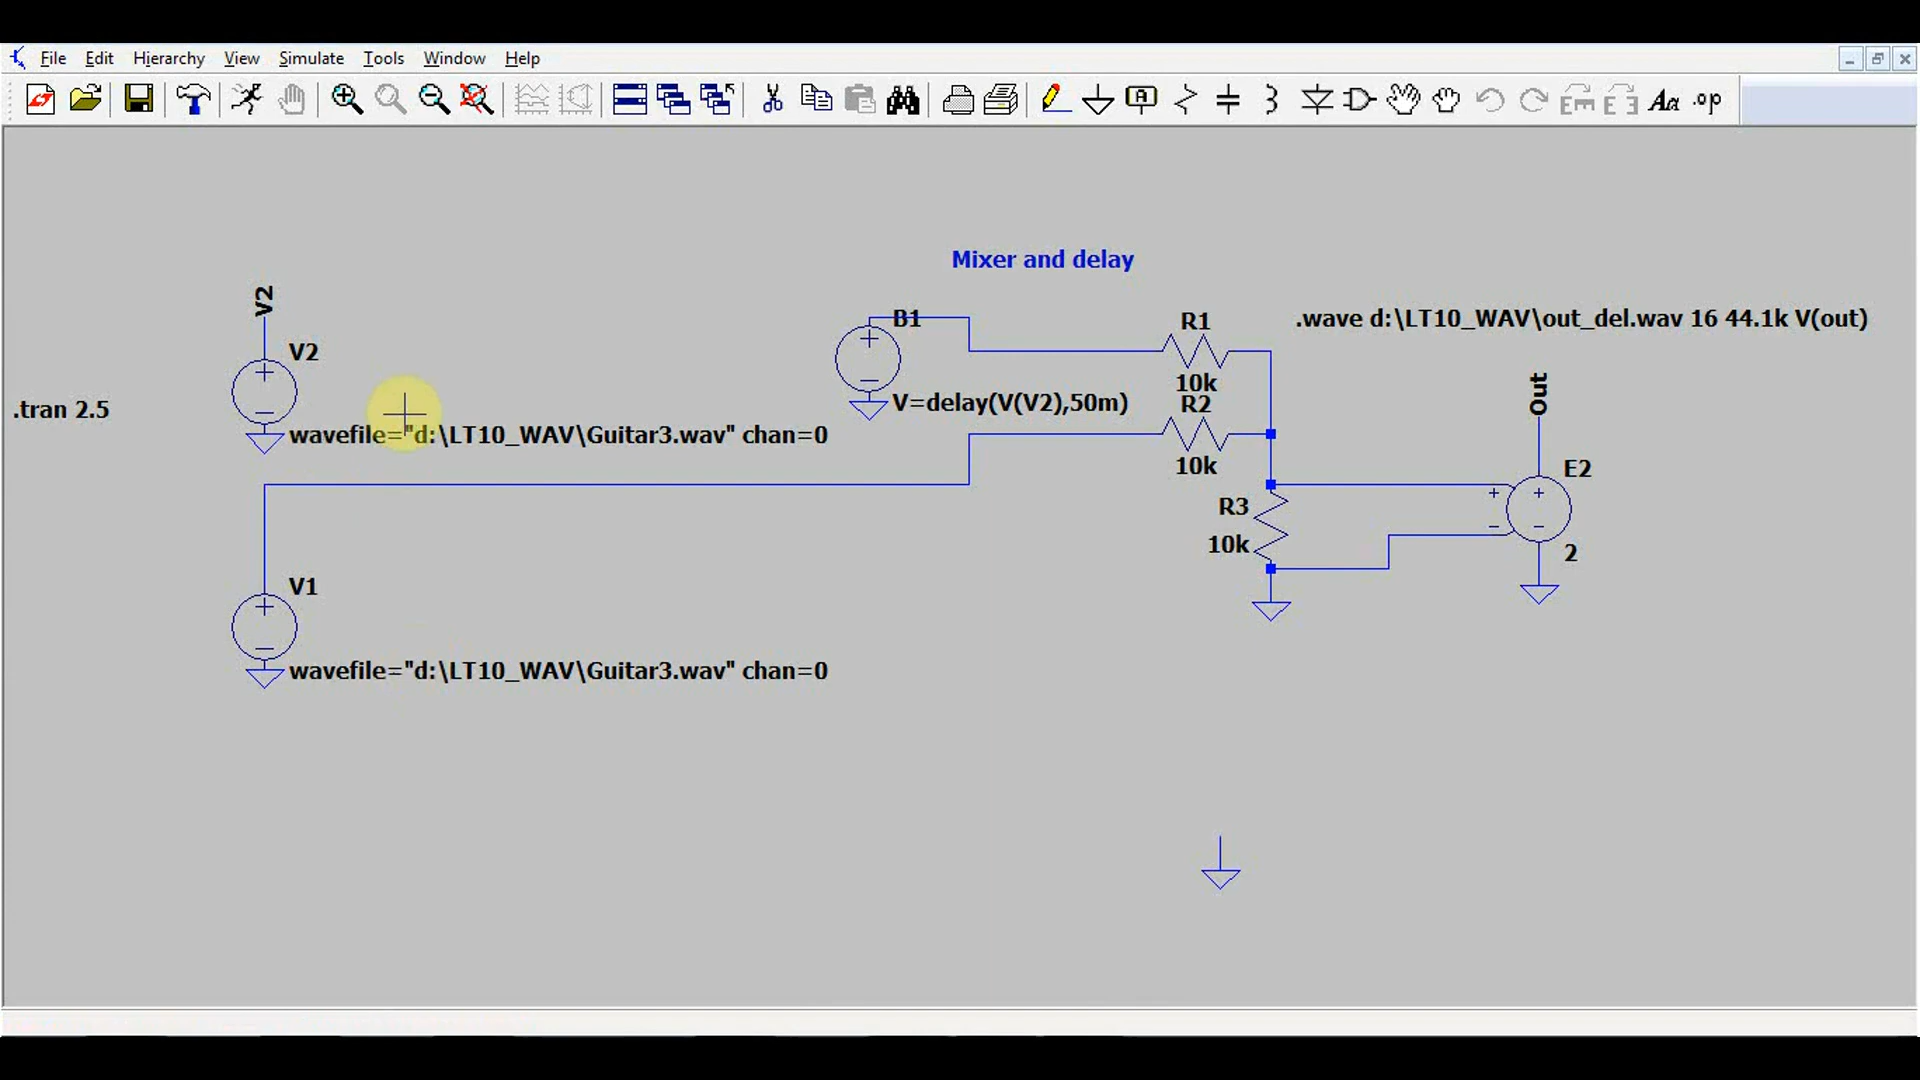 File Edit Hierarchy View Simulate Tools Window Help
A Aa .op
Mixer and delay
V2
V2
.tran 2.5
wavefile="d:\LT10_WAV\Guitar3.wav" chan=0
B1
V=delay(V(V2),50m)
R1
10k
R2
10k
.wave d:\LT10_WAV\out_del.wav 16 44.1k V(out)
Out
E2
2
R3
10k
V1
wavefile="d:\LT10_WAV\Guitar3.wav" chan=0